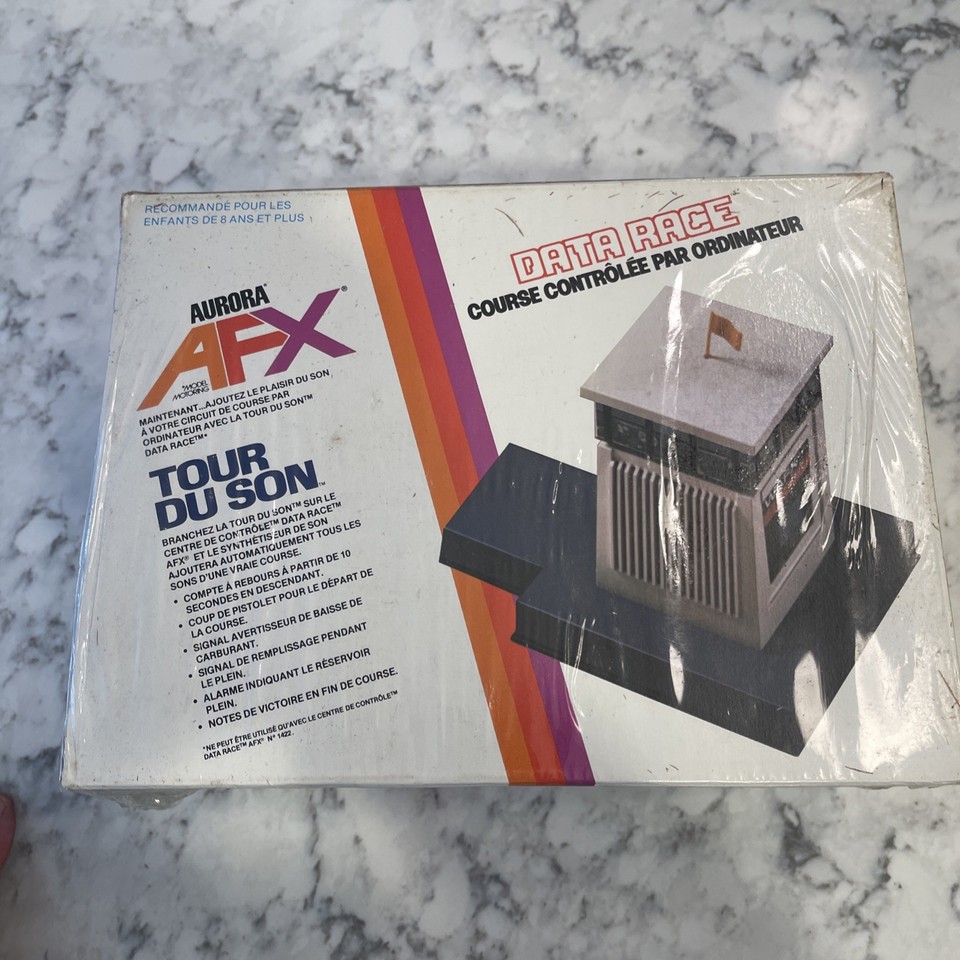 RECOMMANDÉ POUR LES
ENFANTS DE 8 ANS ET PLUS
DATA RACE™
COURSE CONTRÔLÉE PAR ORDINATEUR
AURORA®
AFX®
™MODEL
MOTORING
MAINTENANT...AJOUTEZ LE PLAISIR DU SON
À VOTRE CIRCUIT DE COURSE PAR
ORDINATEUR AVEC LA TOUR DU SON™
DATA RACE™*
TOUR
DU SON™
BRANCHEZ LA TOUR DU SON™ SUR LE
CENTRE DE CONTRÔLE™ DATA RACE™
AFX® ET LE SYNTHÉTISEUR DE SON
AJOUTERA AUTOMATIQUEMENT TOUS LES
SONS D'UNE VRAIE COURSE.
• COMPTE À REBOURS À PARTIR DE 10
SECONDES EN DESCENDANT.
• COUP DE PISTOLET POUR LE DÉPART DE
LA COURSE.
• SIGNAL AVERTISSEUR DE BAISSE DE
CARBURANT.
• SIGNAL DE REMPLISSAGE PENDANT
LE PLEIN.
• ALARME INDIQUANT LE RÉSERVOIR
PLEIN.
• NOTES DE VICTOIRE EN FIN DE COURSE.
*NE PEUT ÊTRE UTILISÉ QU'AVEC LE CENTRE DE CONTRÔLE™
DATA RACE™ AFX® N° 1422.